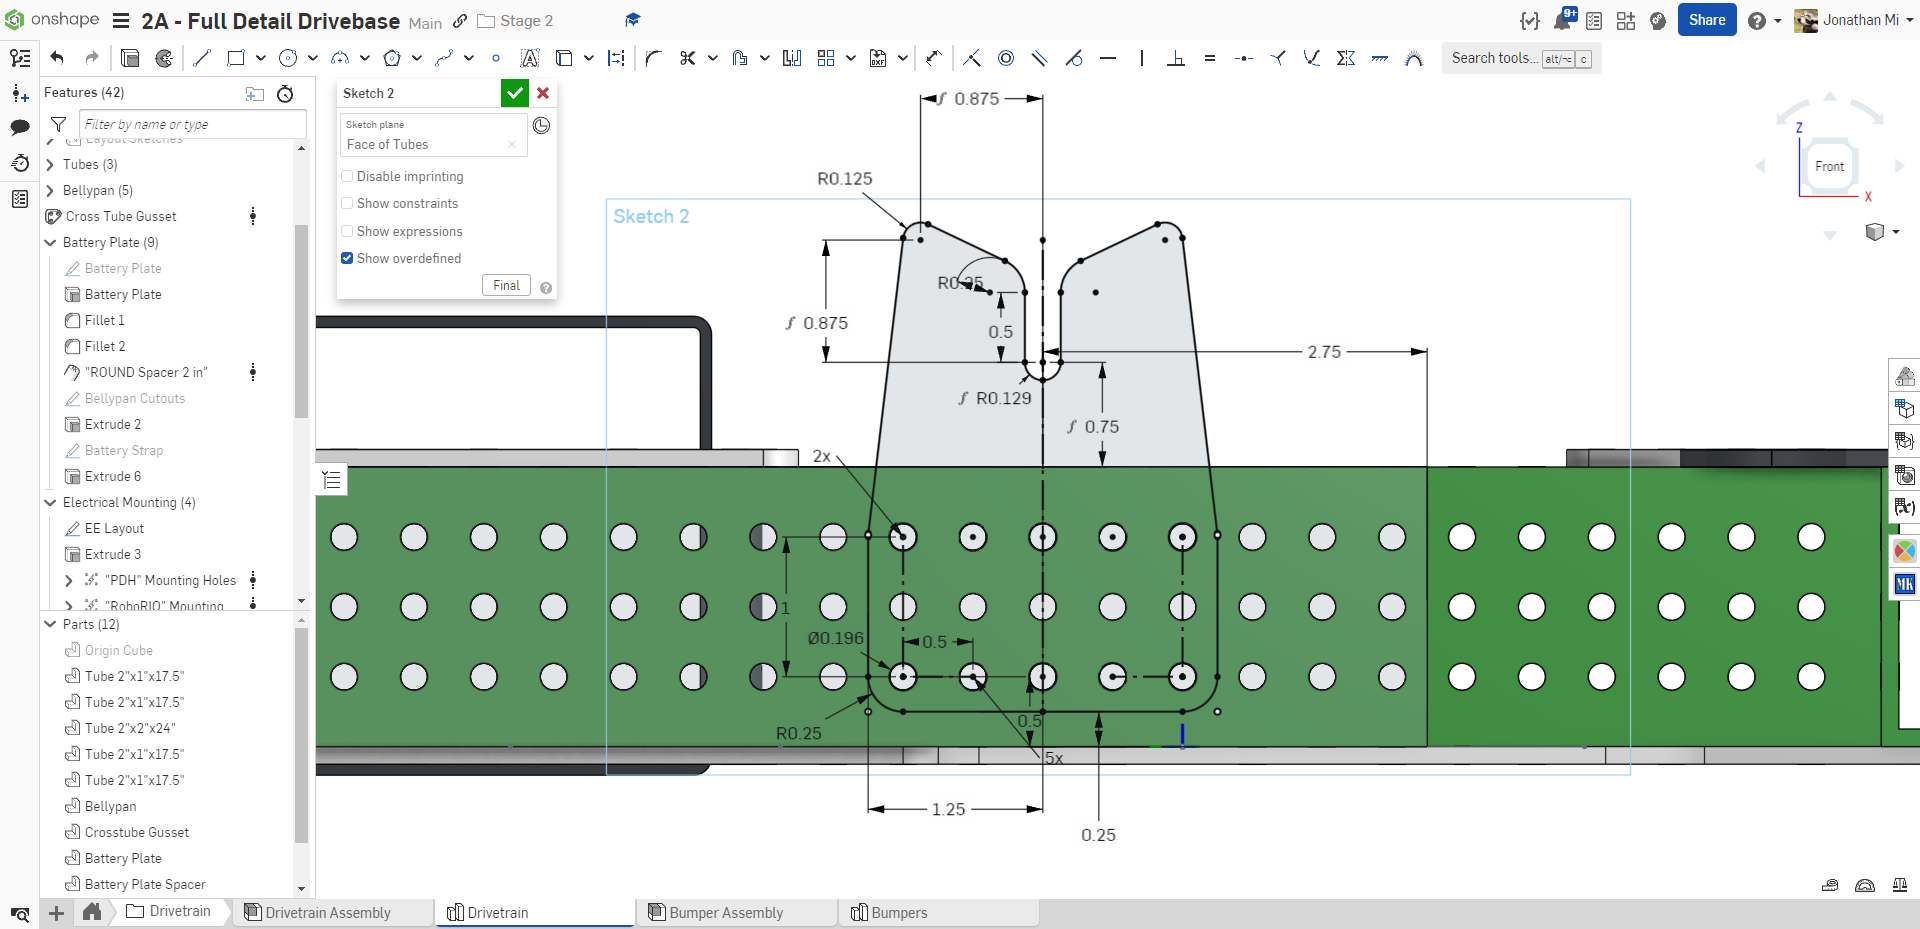 onshape
2A - Full Detail Drivebase Main
Stage 2
9+
Share
Jonathan Mi
Search tools... alt/⌥ c
Features (42)
Filter by name or type
Layout Sketches
Tubes (3)
Bellypan (5)
Cross Tube Gusset
Battery Plate (9)
Battery Plate
Battery Plate
Fillet 1
Fillet 2
"ROUND Spacer 2 in"
Bellypan Cutouts
Extrude 2
Battery Strap
Extrude 6
Electrical Mounting (4)
EE Layout
Extrude 3
"PDH" Mounting Holes
"RoboRIO" Mounting
Parts (12)
Origin Cube
Tube 2"x1"x17.5"
Tube 2"x1"x17.5"
Tube 2"x2"x24"
Tube 2"x1"x17.5"
Tube 2"x1"x17.5"
Bellypan
Crosstube Gusset
Battery Plate
Battery Plate Spacer
Sketch 2
Sketch plane
Face of Tubes
Disable imprinting
Show constraints
Show expressions
Show overdefined
Final
Sketch 2
ƒ 0.875
R0.125
R0.25
ƒ 0.875
0.5
2.75
ƒ R0.129
ƒ 0.75
2x
1
Ø0.196
0.5
0.5
R0.25
5x
1.25
0.25
Z
Front
X
(x)
MK
Drivetrain
Drivetrain Assembly
Drivetrain
Bumper Assembly
Bumpers